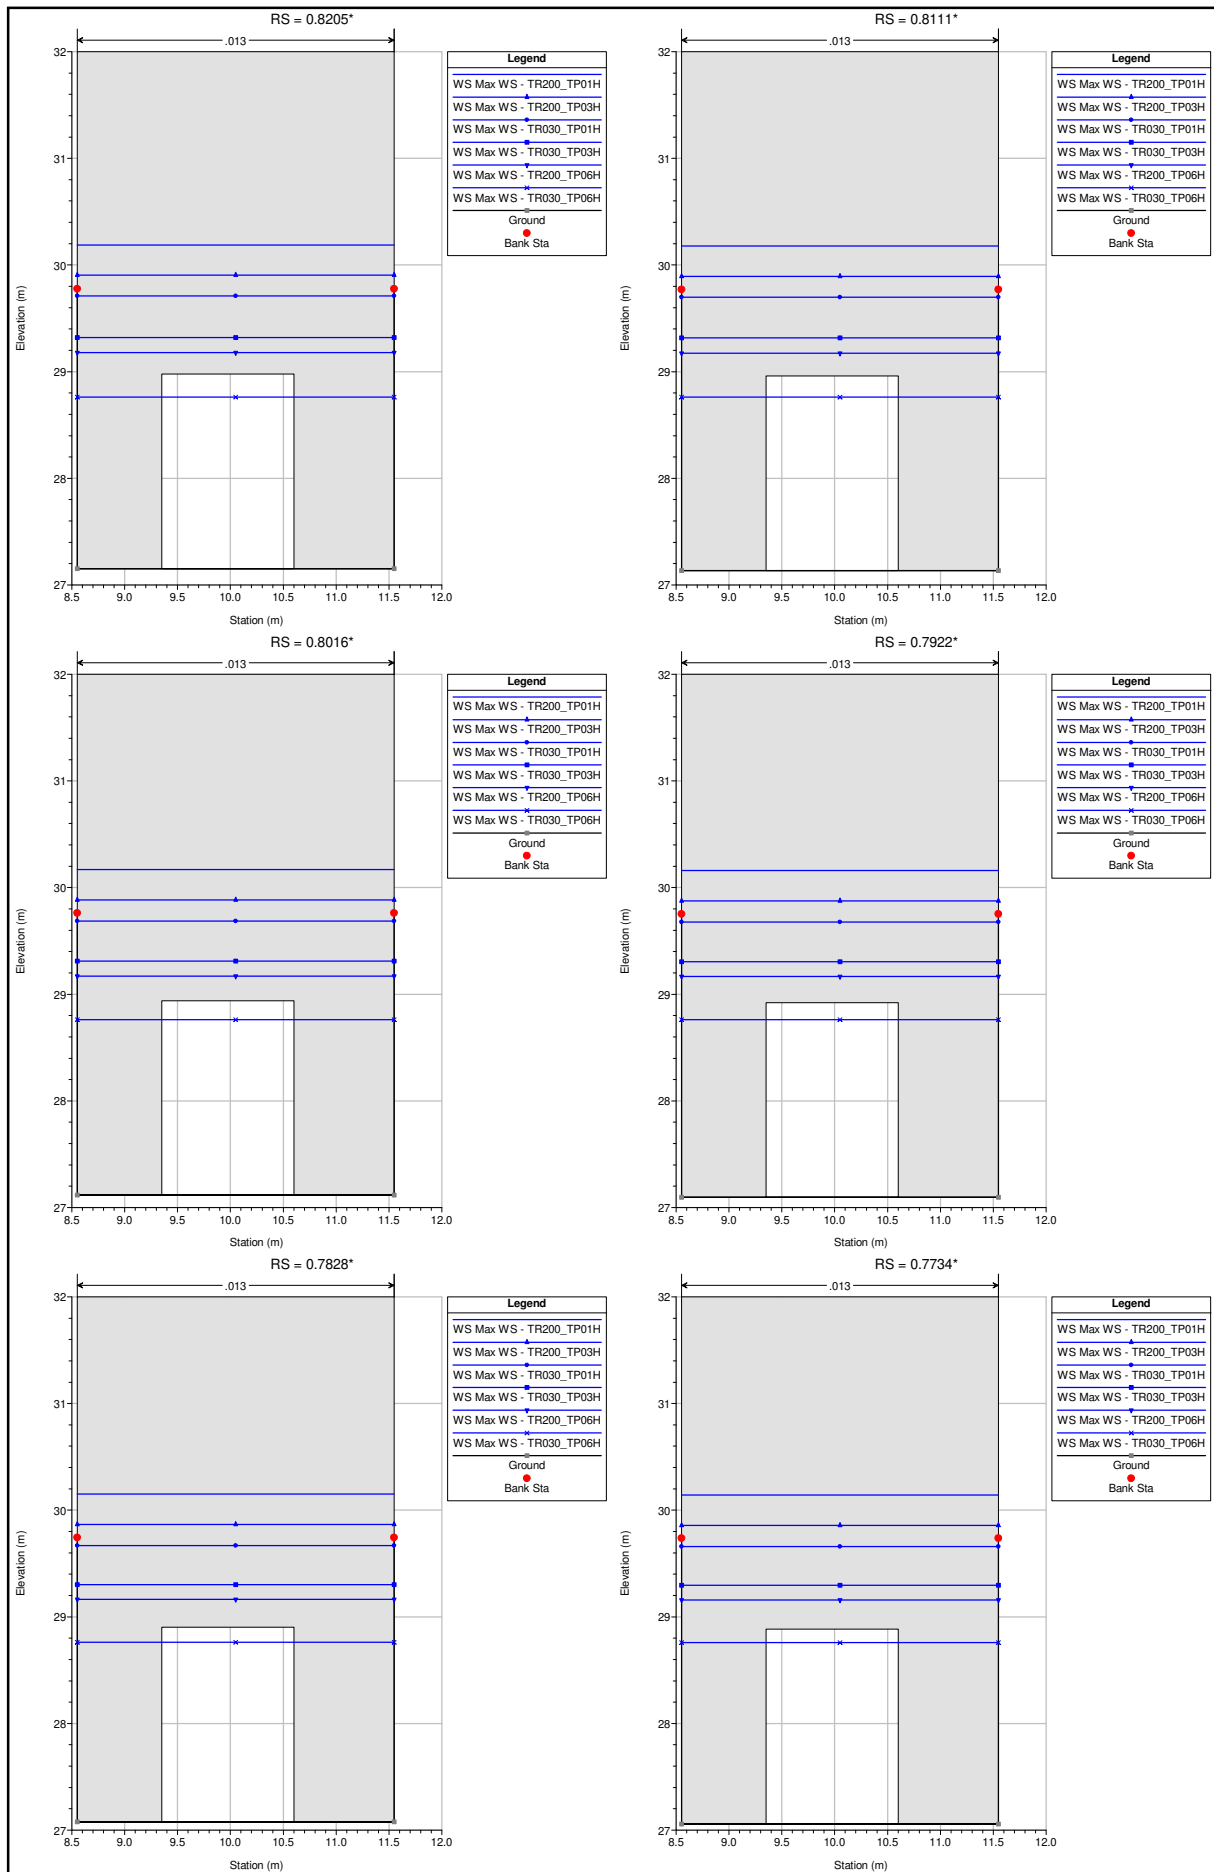 RS = 0.8205*
.013
32
31
30
29
28
27
Elevation (m)
8.5 9.0 9.5 10.0 10.5 11.0 11.5 12.0
Station (m)
Legend
WS Max WS - TR200_TP01H
WS Max WS - TR200_TP03H
WS Max WS - TR030_TP01H
WS Max WS - TR030_TP03H
WS Max WS - TR200_TP06H
WS Max WS - TR030_TP06H
Ground
Bank Sta
RS = 0.8111*
.013
32
31
30
29
28
27
Elevation (m)
8.5 9.0 9.5 10.0 10.5 11.0 11.5 12.0
Station (m)
Legend
WS Max WS - TR200_TP01H
WS Max WS - TR200_TP03H
WS Max WS - TR030_TP01H
WS Max WS - TR030_TP03H
WS Max WS - TR200_TP06H
WS Max WS - TR030_TP06H
Ground
Bank Sta
RS = 0.8016*
.013
32
31
30
29
28
27
Elevation (m)
8.5 9.0 9.5 10.0 10.5 11.0 11.5 12.0
Station (m)
Legend
WS Max WS - TR200_TP01H
WS Max WS - TR200_TP03H
WS Max WS - TR030_TP01H
WS Max WS - TR030_TP03H
WS Max WS - TR200_TP06H
WS Max WS - TR030_TP06H
Ground
Bank Sta
RS = 0.7922*
.013
32
31
30
29
28
27
Elevation (m)
8.5 9.0 9.5 10.0 10.5 11.0 11.5 12.0
Station (m)
Legend
WS Max WS - TR200_TP01H
WS Max WS - TR200_TP03H
WS Max WS - TR030_TP01H
WS Max WS - TR030_TP03H
WS Max WS - TR200_TP06H
WS Max WS - TR030_TP06H
Ground
Bank Sta
RS = 0.7828*
.013
32
31
30
29
28
27
Elevation (m)
8.5 9.0 9.5 10.0 10.5 11.0 11.5 12.0
Station (m)
Legend
WS Max WS - TR200_TP01H
WS Max WS - TR200_TP03H
WS Max WS - TR030_TP01H
WS Max WS - TR030_TP03H
WS Max WS - TR200_TP06H
WS Max WS - TR030_TP06H
Ground
Bank Sta
RS = 0.7734*
.013
32
31
30
29
28
27
Elevation (m)
8.5 9.0 9.5 10.0 10.5 11.0 11.5 12.0
Station (m)
Legend
WS Max WS - TR200_TP01H
WS Max WS - TR200_TP03H
WS Max WS - TR030_TP01H
WS Max WS - TR030_TP03H
WS Max WS - TR200_TP06H
WS Max WS - TR030_TP06H
Ground
Bank Sta